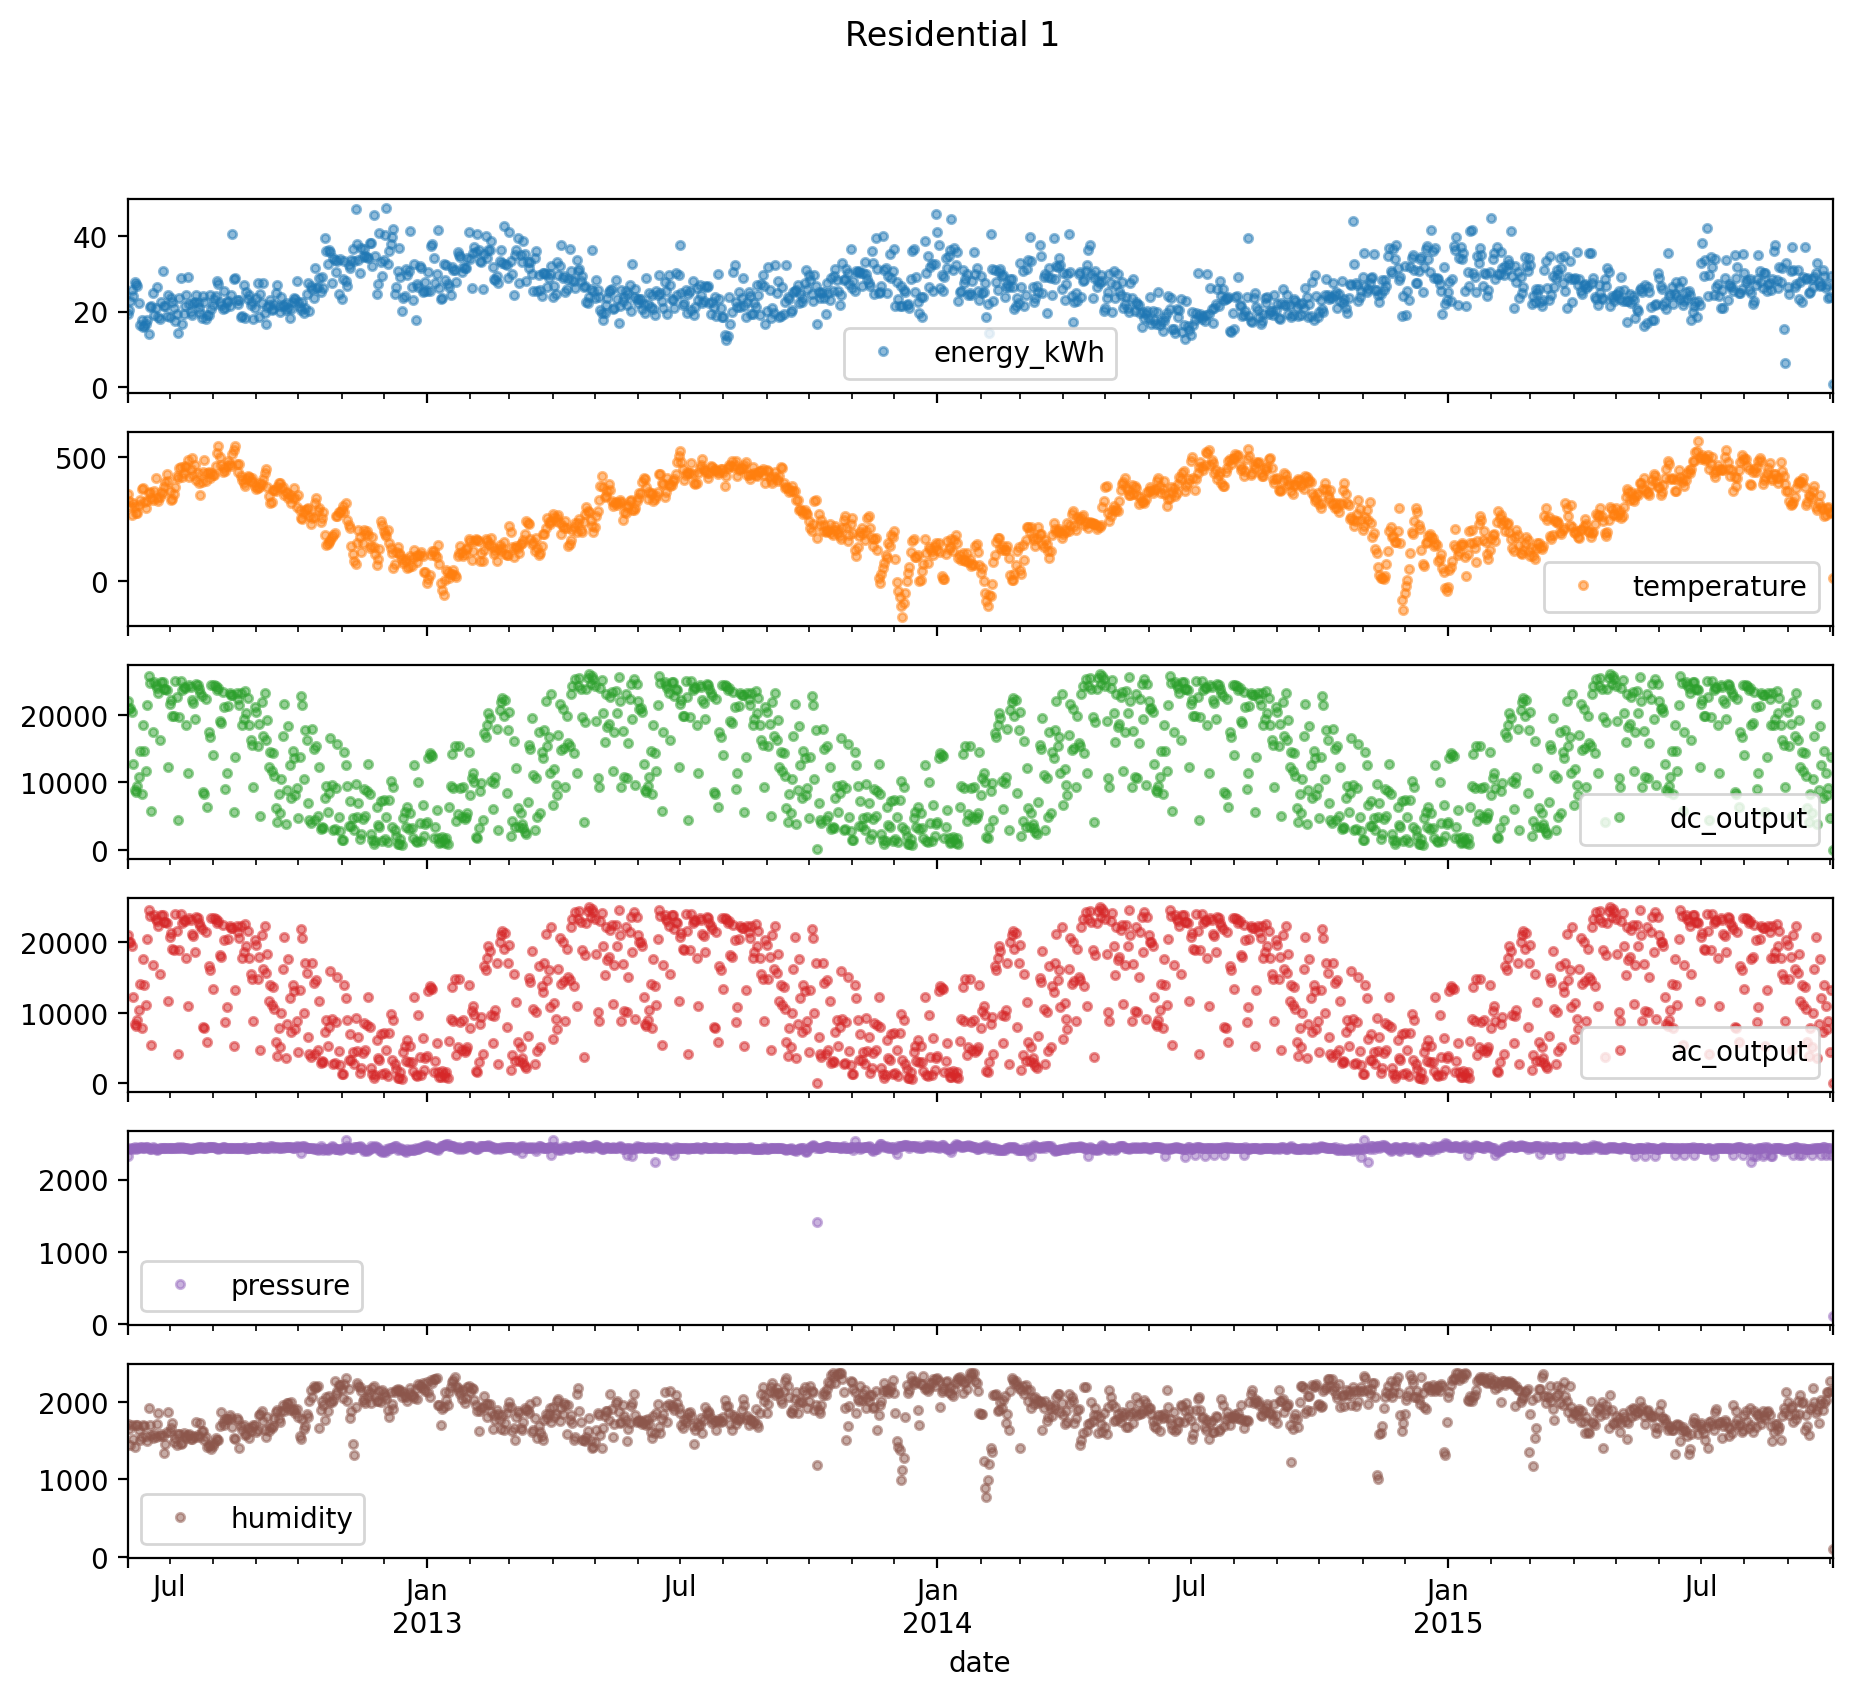 Residential 1
40
20
0
energy_kWh
500
0
temperature
20000
10000
0
dc_output
20000
10000
0
ac_output
2000
1000
0
pressure
2000
1000
0
humidity
Jul Jan Jul Jan Jul Jan Jul
2013 2014 2015
date